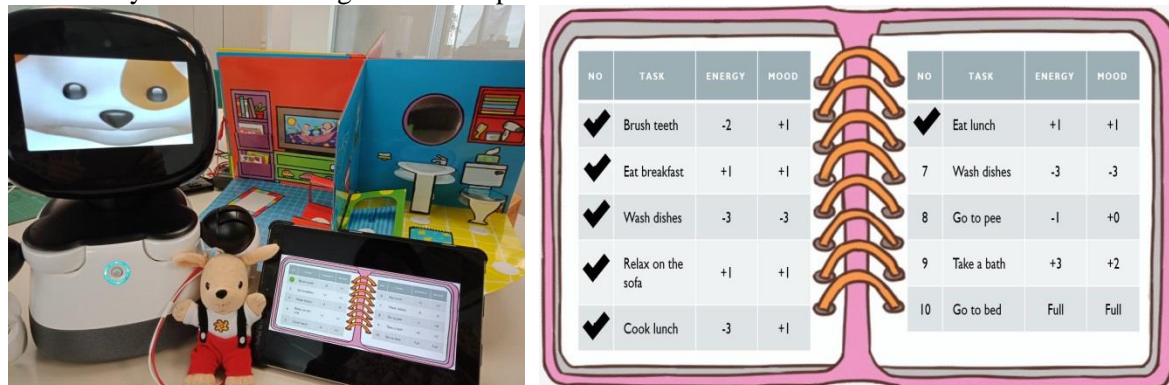 NO TASK ENERGY MOOD
Brush teeth -2 +1
Eat breakfast +1 +1
Wash dishes -3 -3
Relax on the sofa +1 +1
Cook lunch -3 +1
NO TASK ENERGY MOOD
Eat lunch +1 +1
7 Wash dishes -3 -3
8 Go to pee -1 +0
9 Take a bath +3 +2
10 Go to bed Full Full